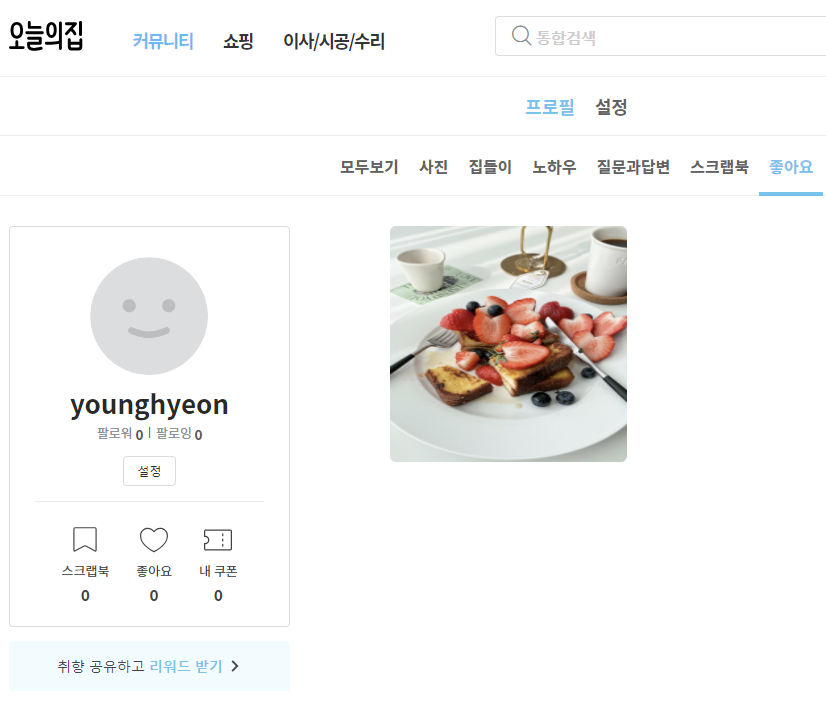 오늘의집 커뮤니티 쇼핑 이사/시공/수리 통합검색
프로필 설정
모두보기 사진 집들이 노하우 질문과답변 스크랩북 좋아요
younghyeon
팔로워 0 | 팔로잉 0
설정
스크랩북 좋아요 내 쿠폰
0 0 0
취향 공유하고 리워드 받기 >